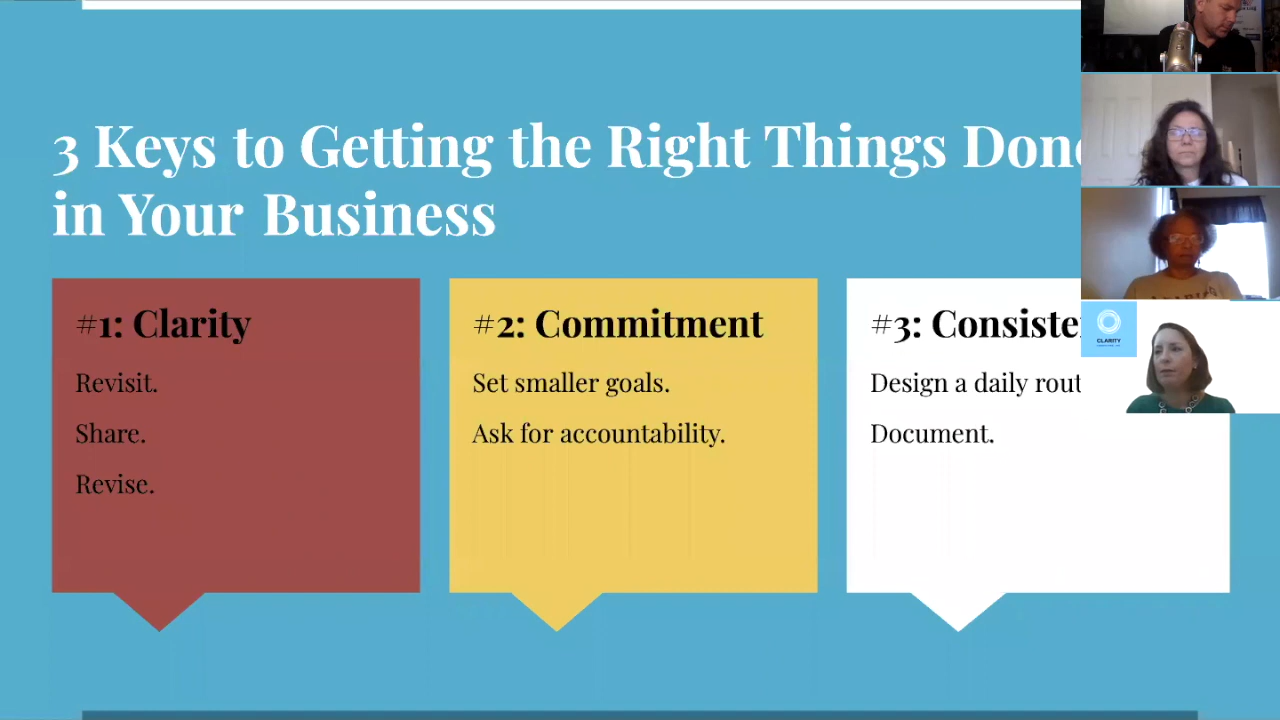 3 Keys to Getting the Right Things Done
in Your Business
#1: Clarity
Revisit.
Share.
Revise.
#2: Commitment
Set smaller goals.
Ask for accountability.
#3: Consiste
Design a daily rout
Document.
CLARITY